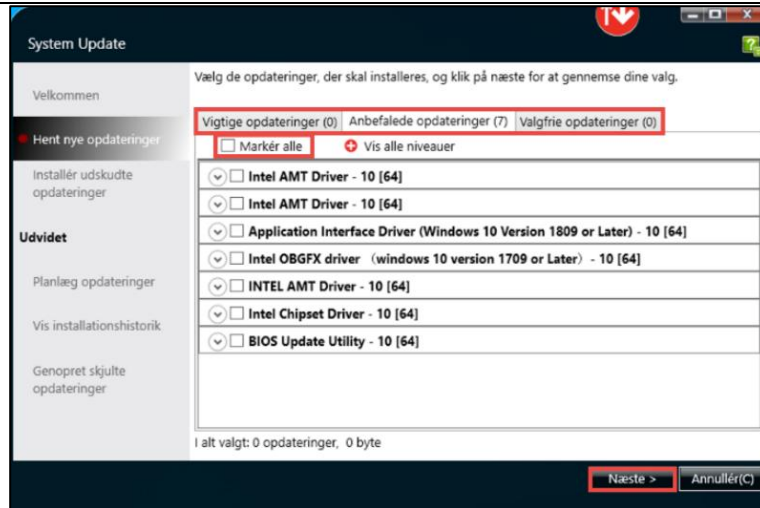 System Update
Velkommen
Hent nye opdateringer
Installér udskudte
opdateringer
Udvidet
Planlæg opdateringer
Vis installationshistorik
Genopret skjulte
opdateringer
Vælg de opdateringer, der skal installeres, og klik på næste for at gennemse dine valg.
Vigtige opdateringer (0) Anbefalede opdateringer (7) Valgfrie opdateringer (0)
Markér alle Vis alle niveauer
Intel AMT Driver - 10 [64]
Intel AMT Driver - 10 [64]
Application Interface Driver (Windows 10 Version 1809 or Later) - 10 [64]
Intel OBGFX driver （windows 10 version 1709 or Later）- 10 [64]
INTEL AMT Driver - 10 [64]
Intel Chipset Driver - 10 [64]
BIOS Update Utility - 10 [64]
I alt valgt: 0 opdateringer, 0 byte
Næste > Annullér(C)